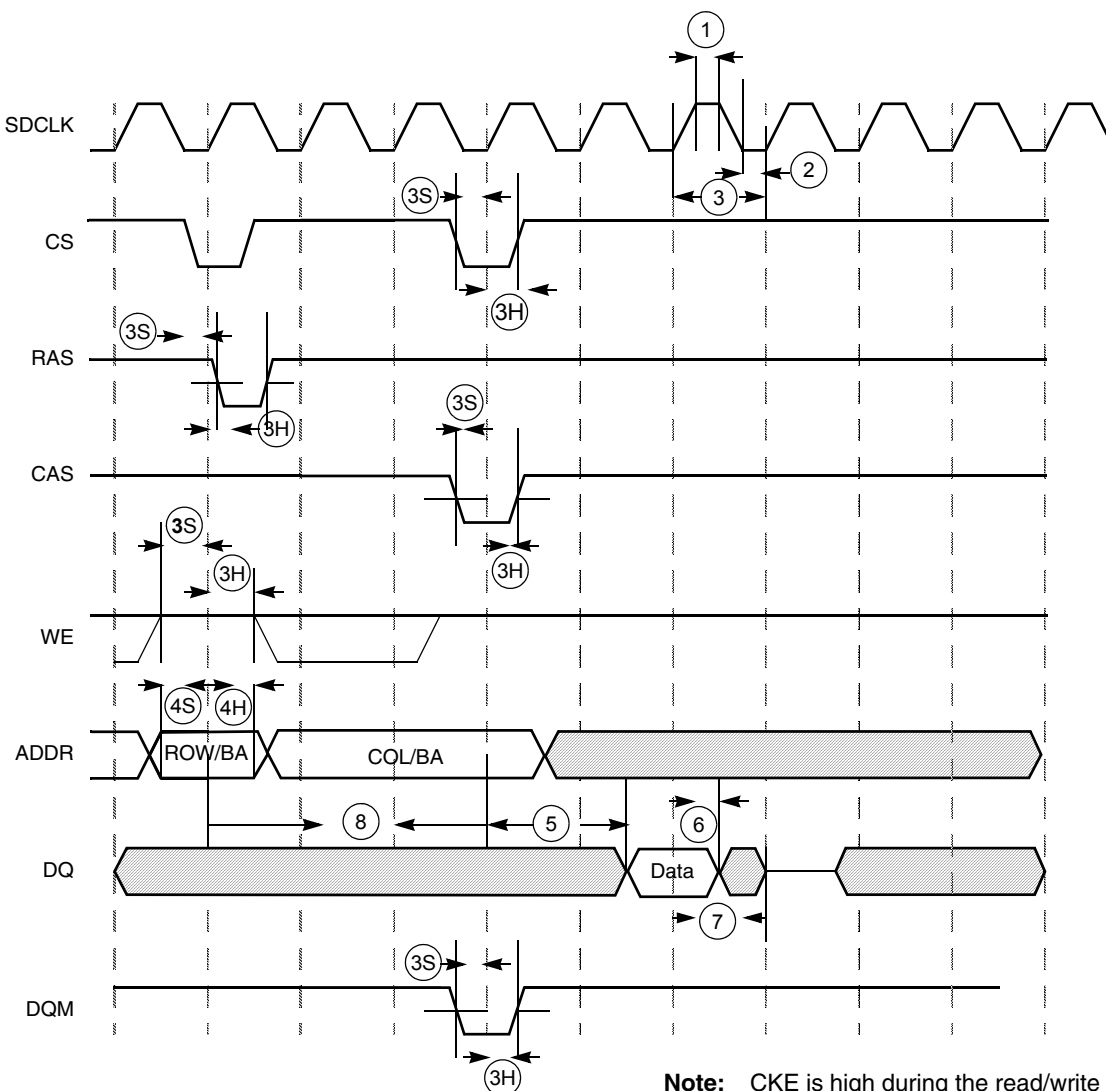 1
SDCLK
2
3S
3
CS
3H
3S
RAS
3S
3H
CAS
3S
3H
3H
WE
4S
4H
ADDR
ROW/BA
COL/BA
8
5
6
DQ
Data
7
3S
DQM
3H
Note: CKE is high during the read/write